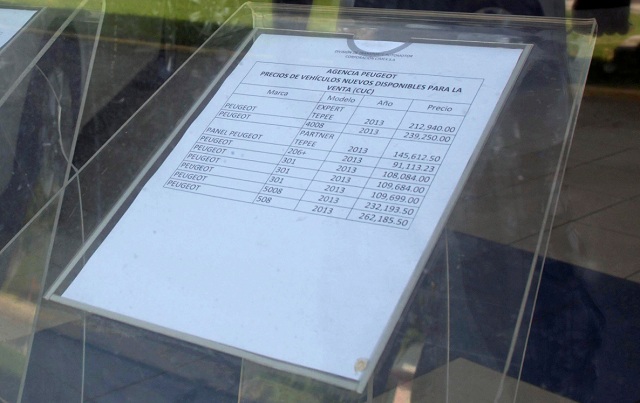 AGENCIA PEUGEOT
PRECIOS DE VEHÍCULOS NUEVOS DISPONIBLES PARA LA
VENTA (CUC)
Marca Modelo Año Precio
PEUGEOT EXPERT TEPEE 2013 212,940.00
PEUGEOT 4008 2013 239,250.00
PANEL PEUGEOT PARTNER TEPEE 2013 145,612.50
PEUGEOT 206+ 2013 91,113.23
PEUGEOT 301 2013 108,084.00
PEUGEOT 301 2013 109,684.00
PEUGEOT 301 2013 109,699.00
PEUGEOT 5008 2013 232,193.50
PEUGEOT 508 2013 262,185.50